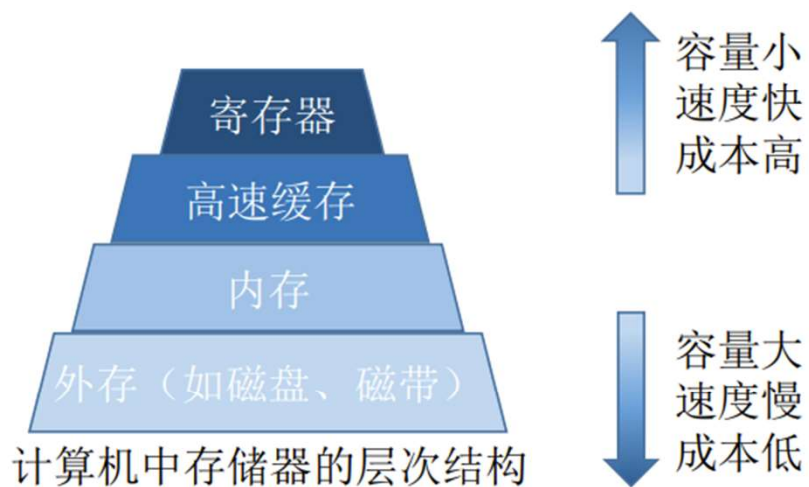 寄存器
高速缓存
内存
外存（如磁盘、磁带）
计算机中存储器的层次结构
容量小
速度快
成本高
容量大
速度慢
成本低